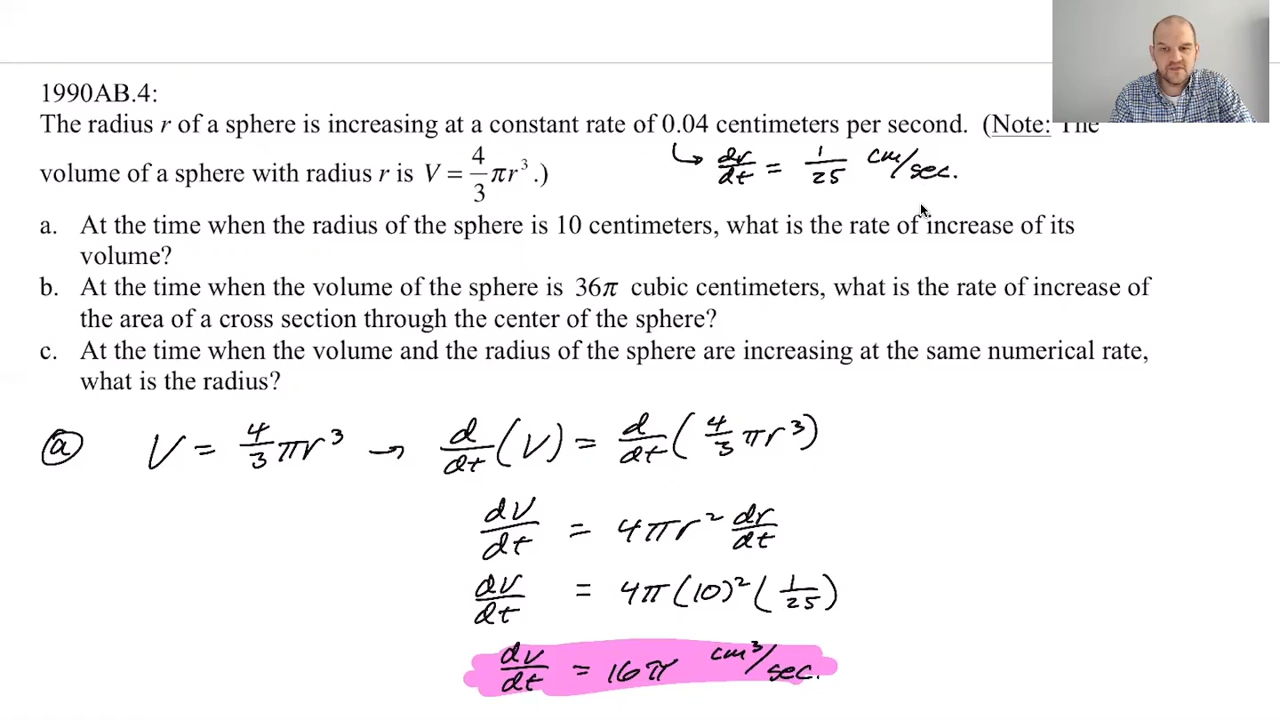 1990AB.4:
The radius r of a sphere is increasing at a constant rate of 0.04 centimeters per second. (Note: The
volume of a sphere with radius r is V = 4/3 πr³.)
↳ dr/dt = 1/25 cm/sec.
a. At the time when the radius of the sphere is 10 centimeters, what is the rate of increase of its
volume?
b. At the time when the volume of the sphere is 36π cubic centimeters, what is the rate of increase of
the area of a cross section through the center of the sphere?
c. At the time when the volume and the radius of the sphere are increasing at the same numerical rate,
what is the radius?
ⓐ V = 4/3 πr³ → d/dt (V) = d/dt (4/3 πr³)
dV/dt = 4πr² dr/dt
dV/dt = 4π(10)² (1/25)
dV/dt = 16π cm³/sec.